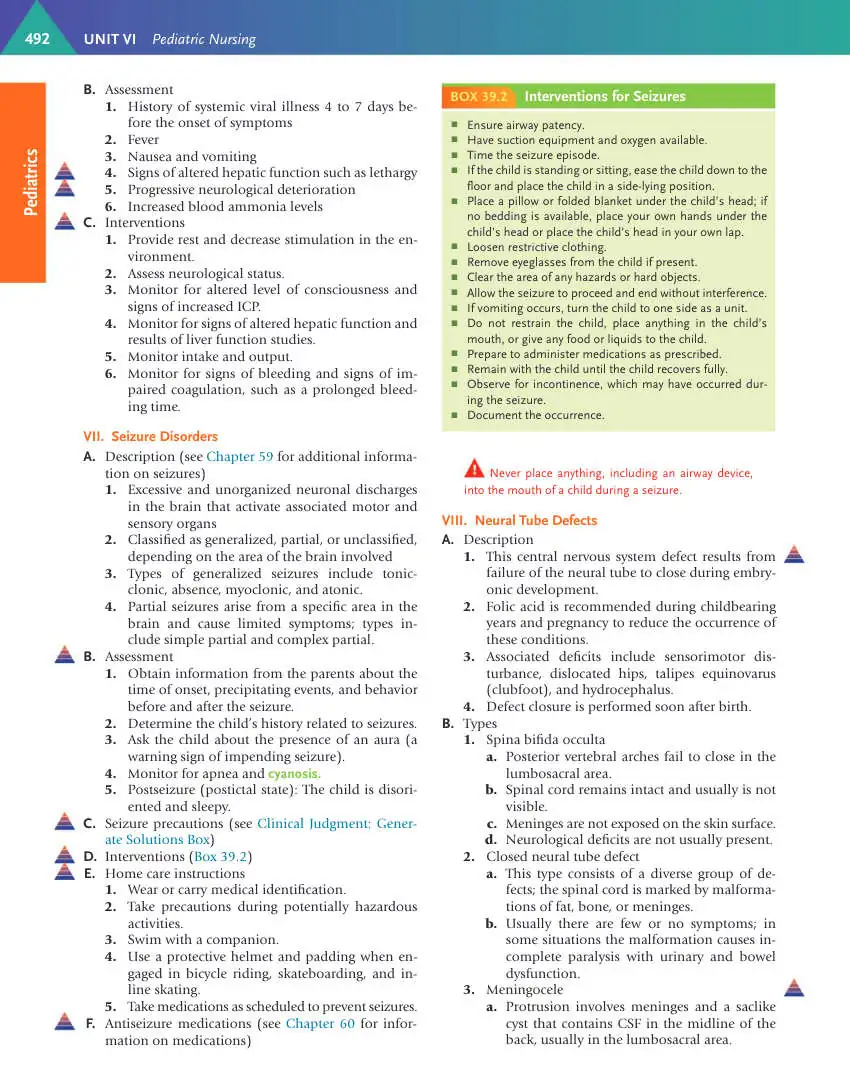 492 UNIT VI Pediatric Nursing
Pediatrics
B. Assessment
1. History of systemic viral illness 4 to 7 days be-
fore the onset of symptoms
2. Fever
3. Nausea and vomiting
4. Signs of altered hepatic function such as lethargy
5. Progressive neurological deterioration
6. Increased blood ammonia levels
C. Interventions
1. Provide rest and decrease stimulation in the en-
vironment.
2. Assess neurological status.
3. Monitor for altered level of consciousness and
signs of increased ICP.
4. Monitor for signs of altered hepatic function and
results of liver function studies.
5. Monitor intake and output.
6. Monitor for signs of bleeding and signs of im-
paired coagulation, such as a prolonged bleed-
ing time.
VII. Seizure Disorders
A. Description (see Chapter 59 for additional informa-
tion on seizures)
1. Excessive and unorganized neuronal discharges
in the brain that activate associated motor and
sensory organs
2. Classified as generalized, partial, or unclassified,
depending on the area of the brain involved
3. Types of generalized seizures include tonic-
clonic, absence, myoclonic, and atonic.
4. Partial seizures arise from a specific area in the
brain and cause limited symptoms; types in-
clude simple partial and complex partial.
B. Assessment
1. Obtain information from the parents about the
time of onset, precipitating events, and behavior
before and after the seizure.
2. Determine the child's history related to seizures.
3. Ask the child about the presence of an aura (a
warning sign of impending seizure).
4. Monitor for apnea and cyanosis.
5. Postseizure (postictal state): The child is disori-
ented and sleepy.
C. Seizure precautions (see Clinical Judgment: Gener-
ate Solutions Box)
D. Interventions (Box 39.2)
E. Home care instructions
1. Wear or carry medical identification.
2. Take precautions during potentially hazardous
activities.
3. Swim with a companion.
4. Use a protective helmet and padding when en-
gaged in bicycle riding, skateboarding, and in-
line skating.
5. Take medications as scheduled to prevent seizures.
F. Antiseizure medications (see Chapter 60 for infor-
mation on medications)
BOX 39.2 Interventions for Seizures
■ Ensure airway patency.
■ Have suction equipment and oxygen available.
■ Time the seizure episode.
■ If the child is standing or sitting, ease the child down to the
floor and place the child in a side-lying position.
■ Place a pillow or folded blanket under the child's head; if
no bedding is available, place your own hands under the
child's head or place the child's head in your own lap.
■ Loosen restrictive clothing.
■ Remove eyeglasses from the child if present.
■ Clear the area of any hazards or hard objects.
■ Allow the seizure to proceed and end without interference.
■ If vomiting occurs, turn the child to one side as a unit.
■ Do not restrain the child, place anything in the child's
mouth, or give any food or liquids to the child.
■ Prepare to administer medications as prescribed.
■ Remain with the child until the child recovers fully.
■ Observe for incontinence, which may have occurred dur-
ing the seizure.
■ Document the occurrence.
Never place anything, including an airway device,
into the mouth of a child during a seizure.
VIII. Neural Tube Defects
A. Description
1. This central nervous system defect results from
failure of the neural tube to close during embry-
onic development.
2. Folic acid is recommended during childbearing
years and pregnancy to reduce the occurrence of
these conditions.
3. Associated deficits include sensorimotor dis-
turbance, dislocated hips, talipes equinovarus
(clubfoot), and hydrocephalus.
4. Defect closure is performed soon after birth.
B. Types
1. Spina bifida occulta
a. Posterior vertebral arches fail to close in the
lumbosacral area.
b. Spinal cord remains intact and usually is not
visible.
c. Meninges are not exposed on the skin surface.
d. Neurological deficits are not usually present.
2. Closed neural tube defect
a. This type consists of a diverse group of de-
fects; the spinal cord is marked by malforma-
tions of fat, bone, or meninges.
b. Usually there are few or no symptoms; in
some situations the malformation causes in-
complete paralysis with urinary and bowel
dysfunction.
3. Meningocele
a. Protrusion involves meninges and a saclike
cyst that contains CSF in the midline of the
back, usually in the lumbosacral area.